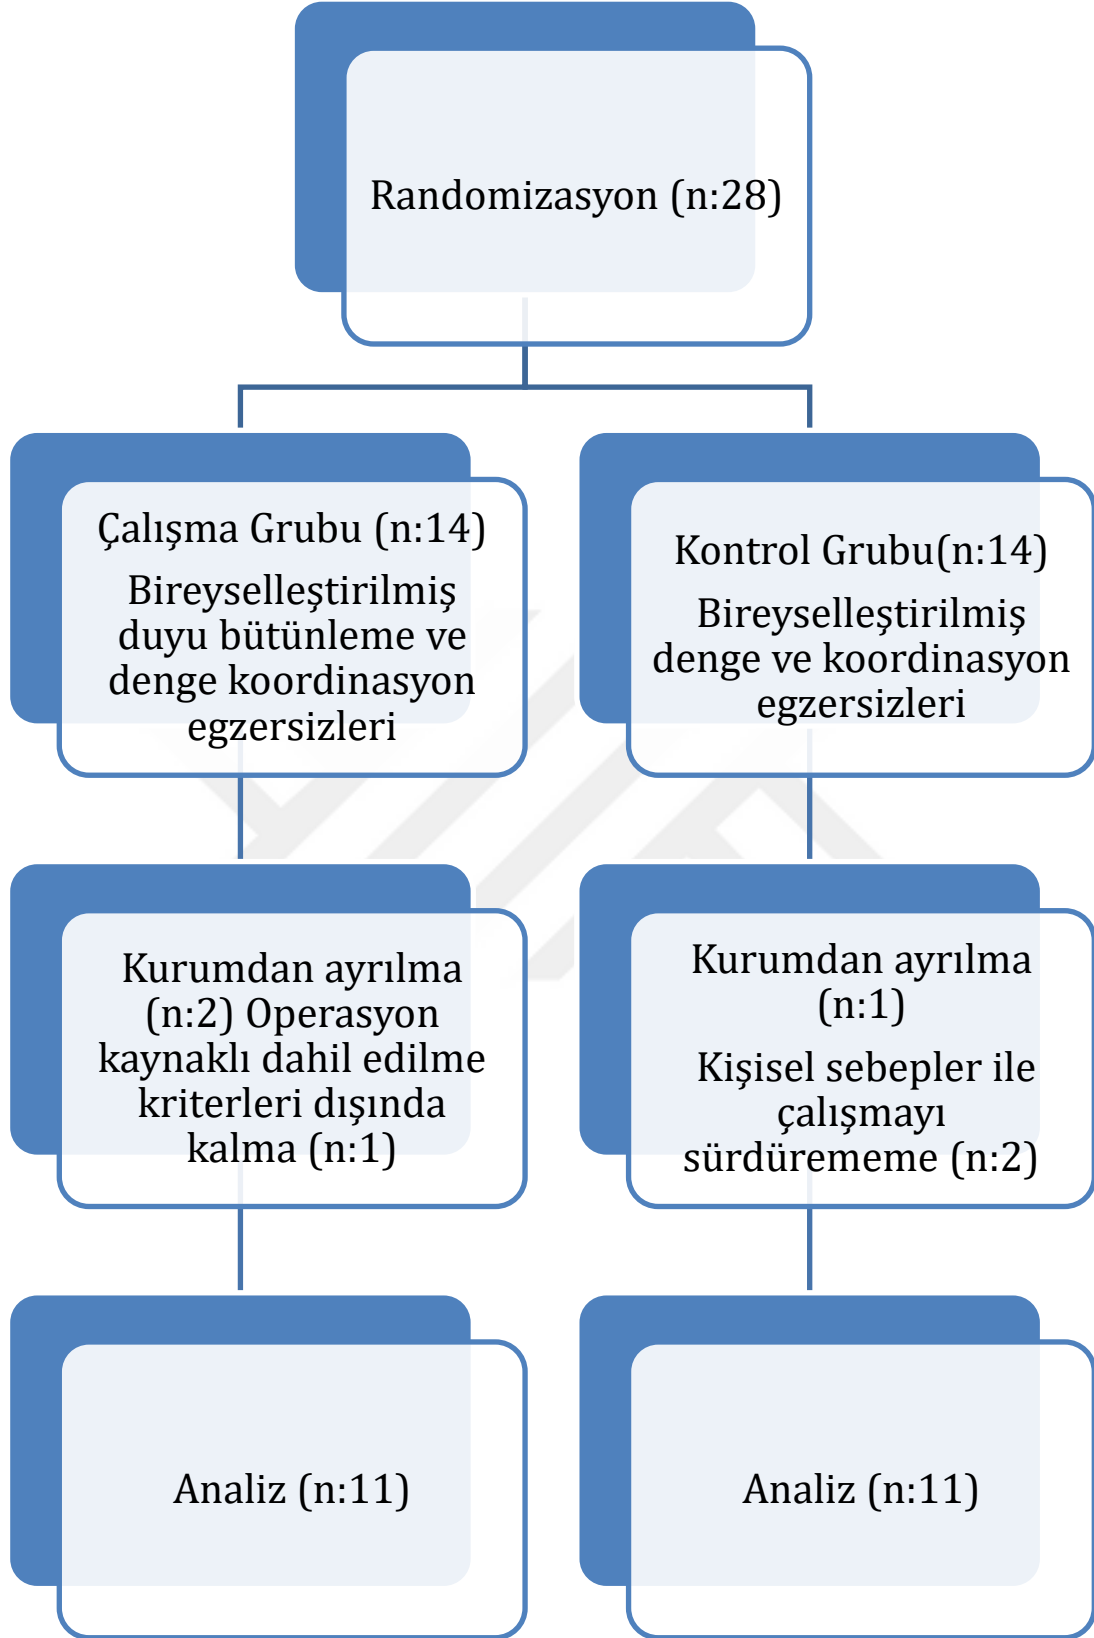 Randomizasyon (n:28)
Çalışma Grubu (n:14)
Bireyselleştirilmiş
duyu bütünleme ve
denge koordinasyon
egzersizleri
Kontrol Grubu(n:14)
Bireyselleştirilmiş
denge ve koordinasyon
egzersizleri
Kurumdan ayrılma
(n:2) Operasyon
kaynaklı dahil edilme
kriterleri dışında
kalma (n:1)
Kurumdan ayrılma
(n:1)
Kişisel sebepler ile
çalışmayı
sürdürememe (n:2)
Analiz (n:11)
Analiz (n:11)